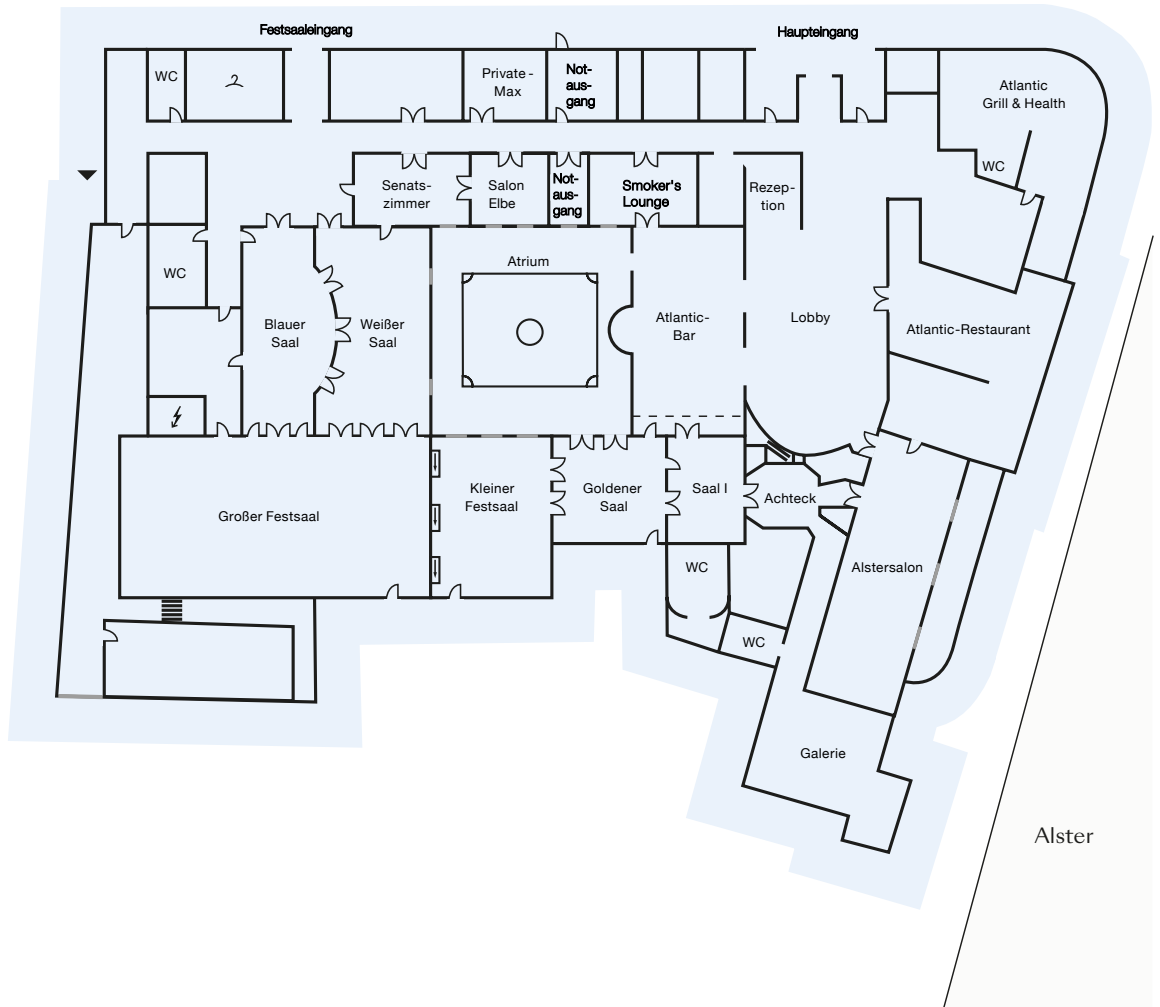 Festsaaleingang
Haupteingang
WC
Private-
Max
Not-
aus-
gang
Atlantic
Grill & Health
WC
Senats-
zimmer
Salon
Elbe
Not-
aus-
gang
Smoker's
Lounge
Rezep-
tion
WC
Atrium
Blauer
Saal
Weißer
Saal
Atlantic-
Bar
Lobby
Atlantic-Restaurant
Großer Festsaal
Kleiner
Festsaal
Goldener
Saal
Saal I
Achteck
WC
Alstersalon
WC
Galerie
Alster